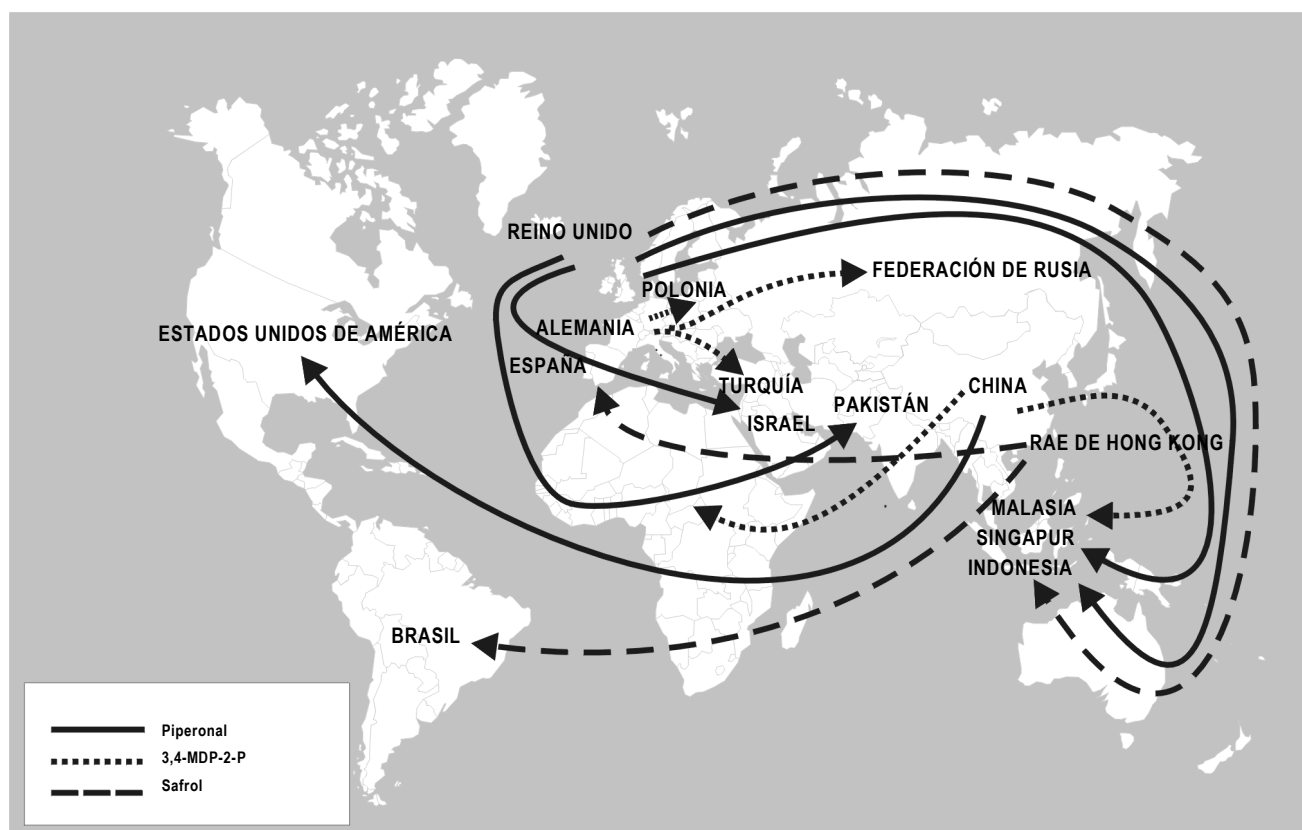 REINO UNIDO
FEDERACIÓN DE RUSIA
POLONIA
ALEMANIA
ESTADOS UNIDOS DE AMÉRICA
ESPAÑA
TURQUÍA
CHINA
PAKISTÁN
ISRAEL
RAE DE HONG KONG
MALASIA
SINGAPUR
INDONESIA
BRASIL
Piperonal
3,4-MDP-2-P
Safrol